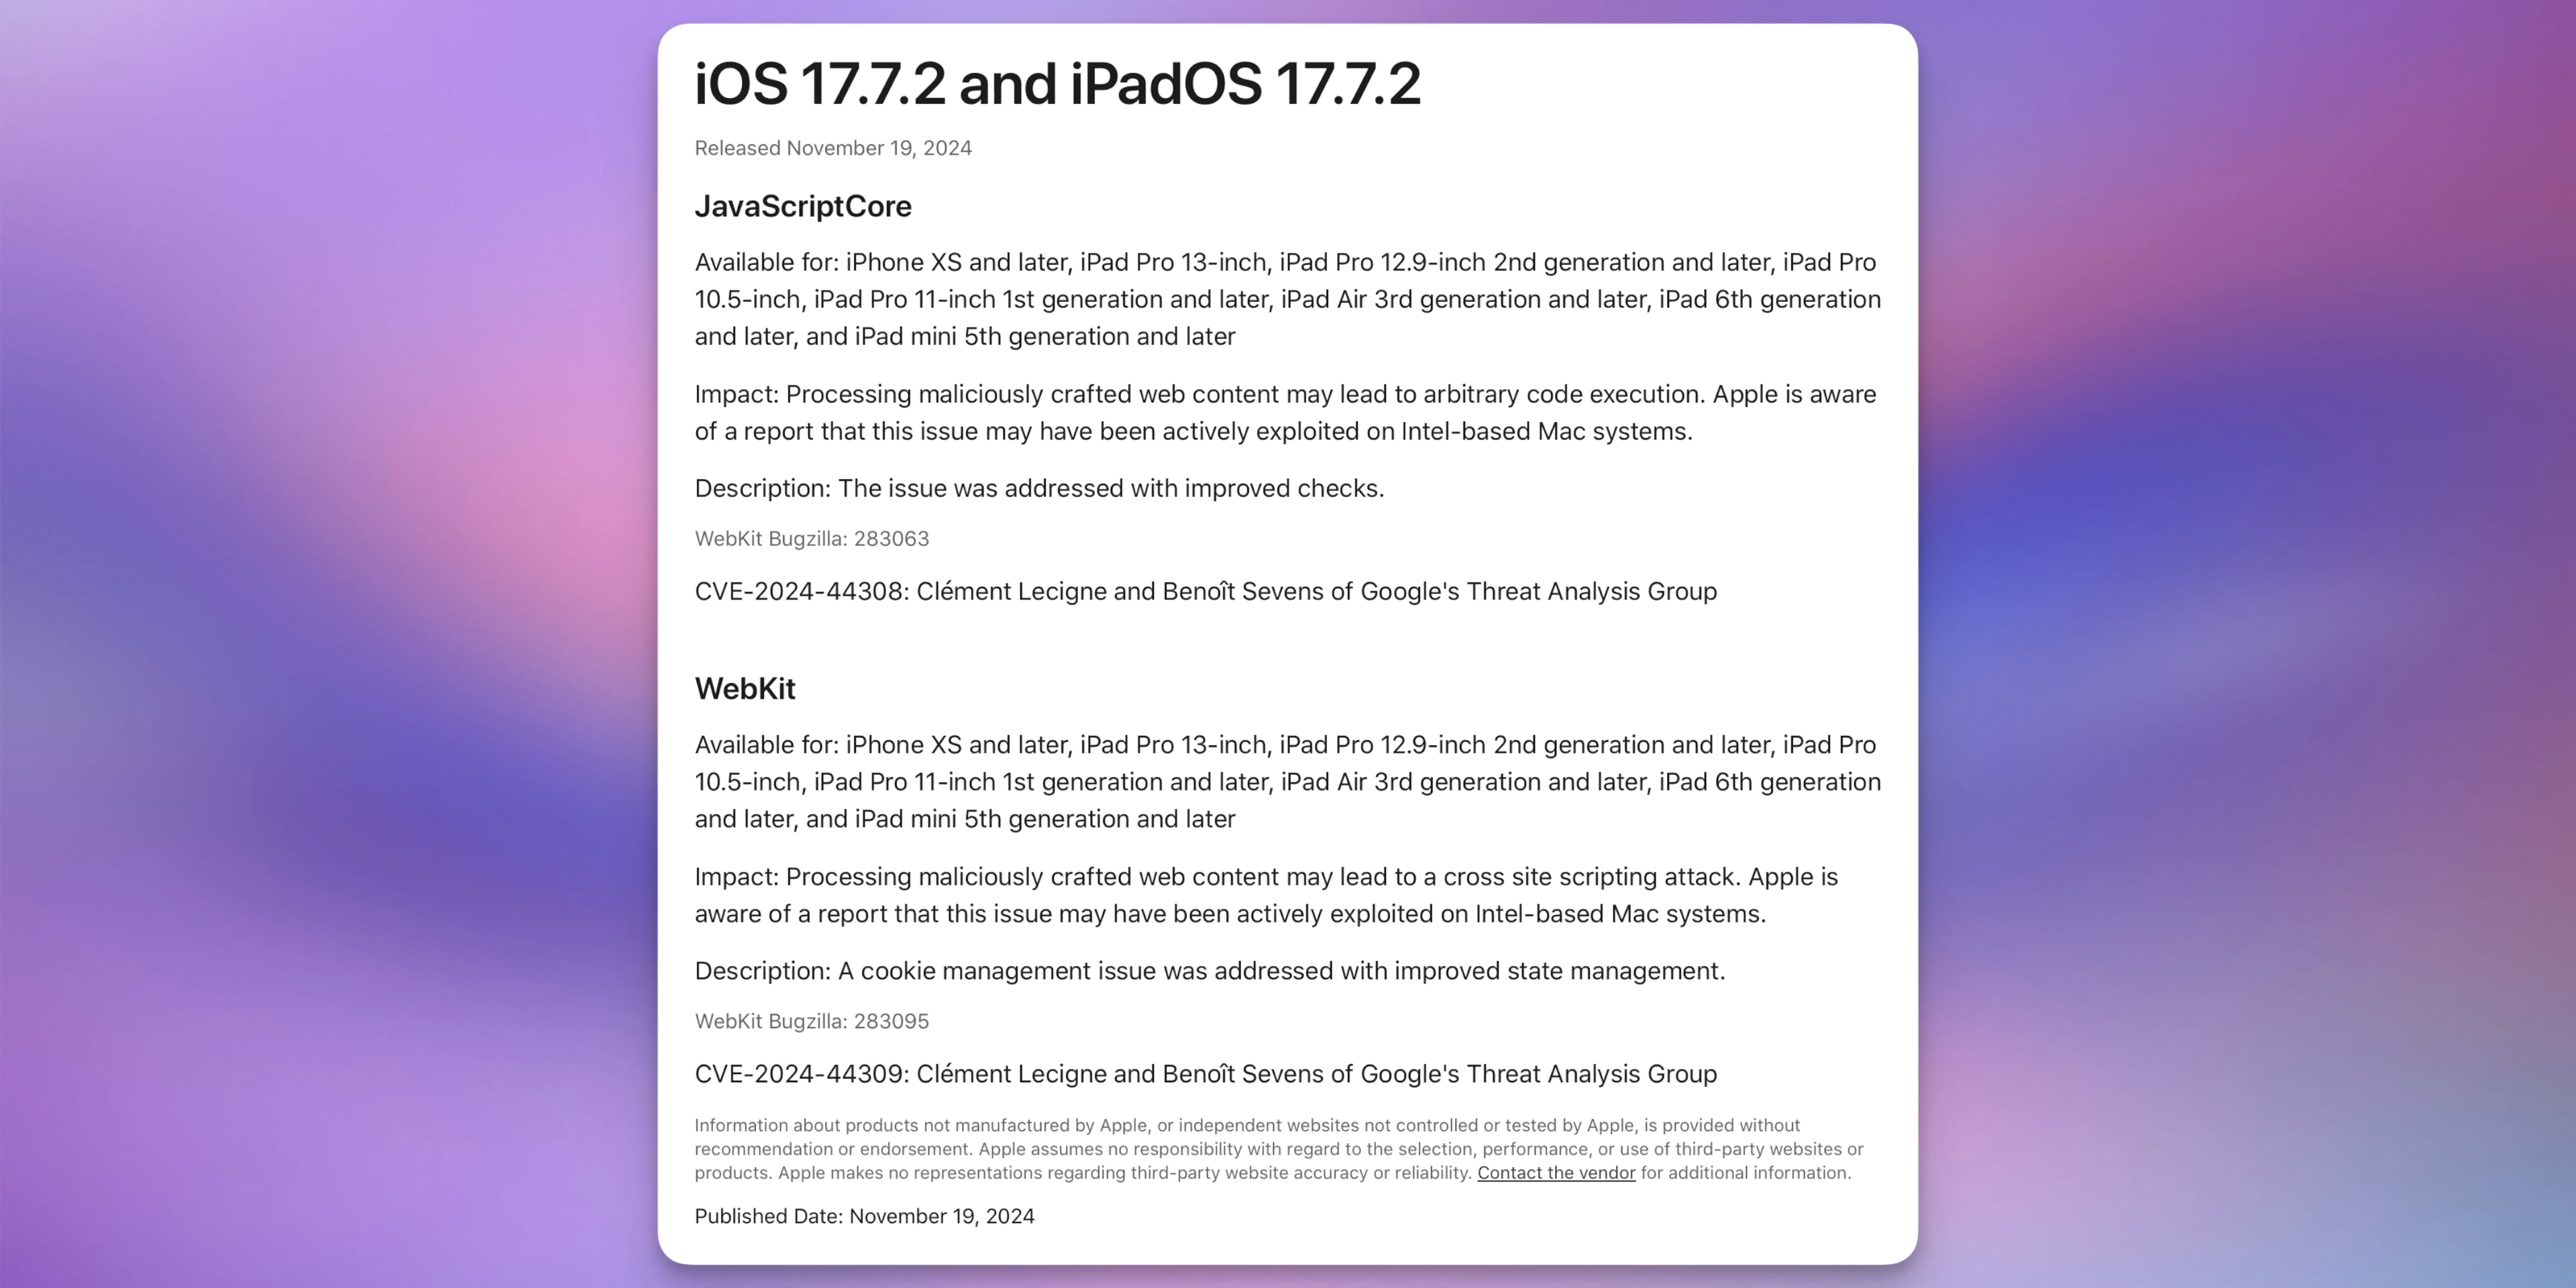 iOS 17.7.2 and iPadOS 17.7.2
Released November 19, 2024
JavaScriptCore
Available for: iPhone XS and later, iPad Pro 13-inch, iPad Pro 12.9-inch 2nd generation and later, iPad Pro
10.5-inch, iPad Pro 11-inch 1st generation and later, iPad Air 3rd generation and later, iPad 6th generation
and later, and iPad mini 5th generation and later
Impact: Processing maliciously crafted web content may lead to arbitrary code execution. Apple is aware
of a report that this issue may have been actively exploited on Intel-based Mac systems.
Description: The issue was addressed with improved checks.
WebKit Bugzilla: 283063
CVE-2024-44308: Clément Lecigne and Benoît Sevens of Google's Threat Analysis Group
WebKit
Available for: iPhone XS and later, iPad Pro 13-inch, iPad Pro 12.9-inch 2nd generation and later, iPad Pro
10.5-inch, iPad Pro 11-inch 1st generation and later, iPad Air 3rd generation and later, iPad 6th generation
and later, and iPad mini 5th generation and later
Impact: Processing maliciously crafted web content may lead to a cross site scripting attack. Apple is
aware of a report that this issue may have been actively exploited on Intel-based Mac systems.
Description: A cookie management issue was addressed with improved state management.
WebKit Bugzilla: 283095
CVE-2024-44309: Clément Lecigne and Benoît Sevens of Google's Threat Analysis Group
Information about products not manufactured by Apple, or independent websites not controlled or tested by Apple, is provided without
recommendation or endorsement. Apple assumes no responsibility with regard to the selection, performance, or use of third-party websites or
products. Apple makes no representations regarding third-party website accuracy or reliability. Contact the vendor for additional information.
Published Date: November 19, 2024